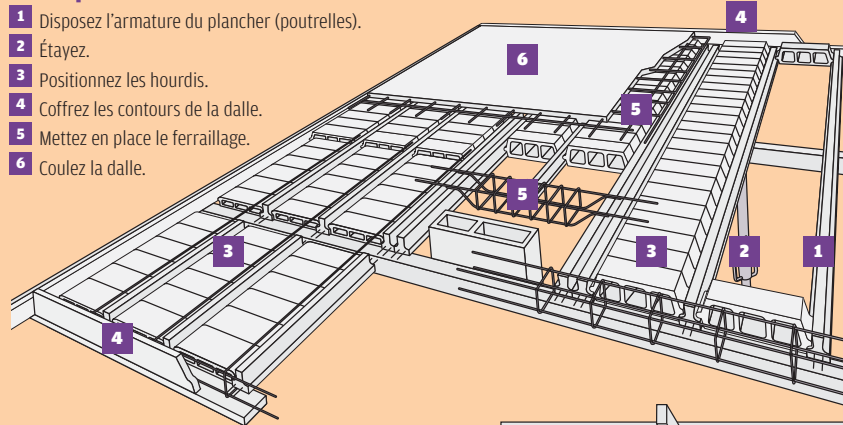 1 Disposez l'armature du plancher (poutrelles).
2 Étayez.
3 Positionnez les hourdis.
4 Coffrez les contours de la dalle.
5 Mettez en place le ferraillage.
6 Coulez la dalle.
4
6
5
5
3
3
2
1
4